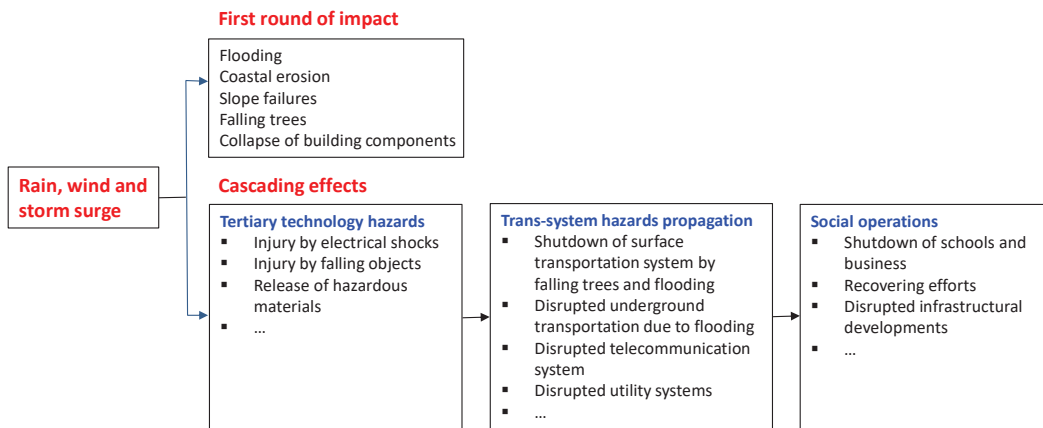 First round of impact
Flooding
Coastal erosion
Slope failures
Falling trees
Collapse of building components
Rain, wind and
storm surge
Cascading effects
Tertiary technology hazards
▪ Injury by electrical shocks
▪ Injury by falling objects
▪ Release of hazardous
materials
▪ ...
Trans-system hazards propagation
▪ Shutdown of surface
transportation system by
falling trees and flooding
▪ Disrupted underground
transportation due to flooding
▪ Disrupted telecommunication
system
▪ Disrupted utility systems
▪ ...
Social operations
▪ Shutdown of schools and
business
▪ Recovering efforts
▪ Disrupted infrastructural
developments
▪ ...